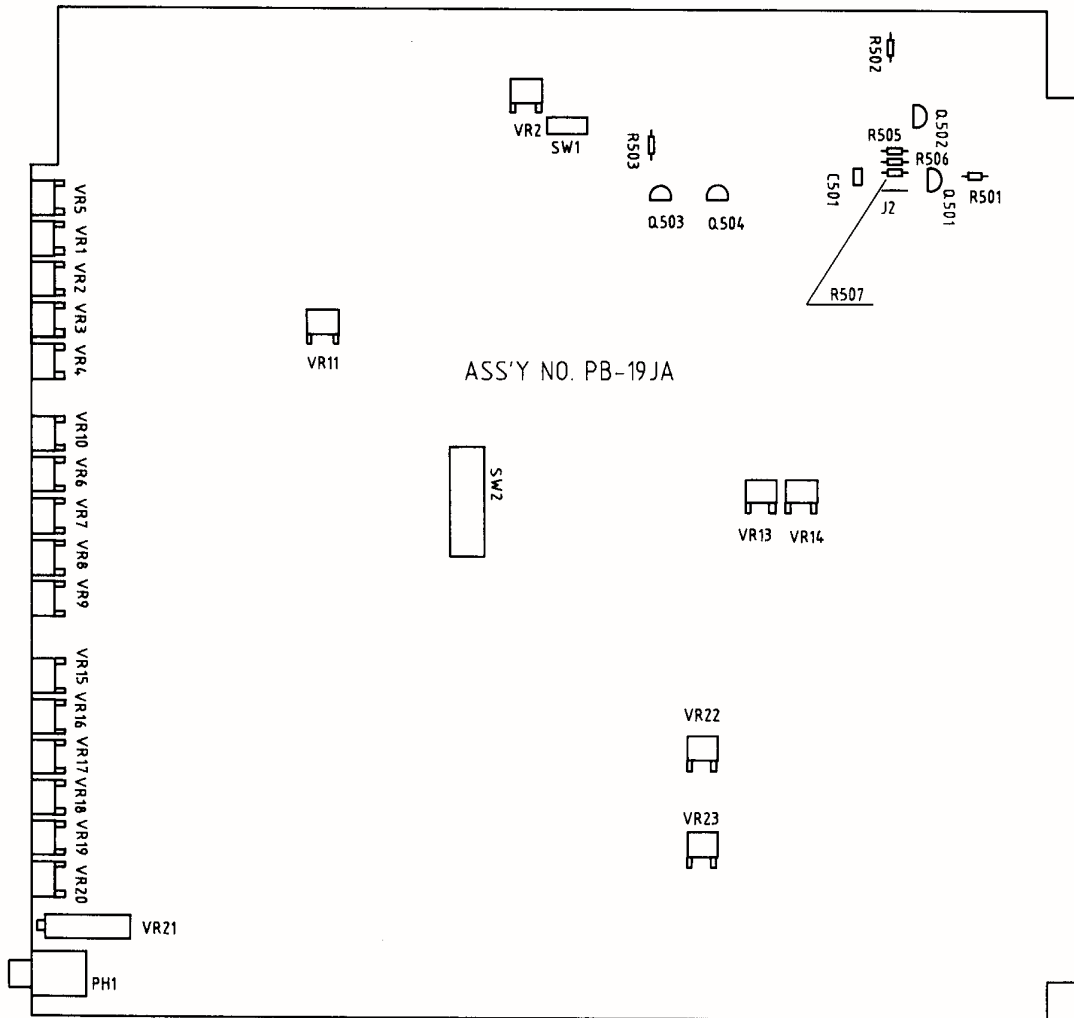 R502
VR2
SW1
R503
Q502
R505
R506
C501
J2
Q501
R501
Q503
Q504
R507
VR5
VR1
VR2
VR3
VR4
VR11
ASS'Y NO. PB-19JA
VR10
VR6
VR7
VR8
VR9
SW2
VR13
VR14
VR15
VR16
VR17
VR18
VR19
VR20
VR22
VR23
VR21
PH1